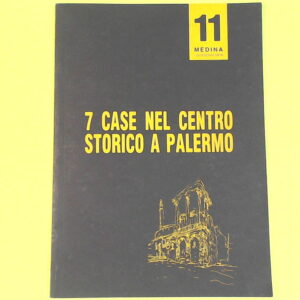 11
MEDINA
7 CASE NEL CENTRO
STORICO A PALERMO